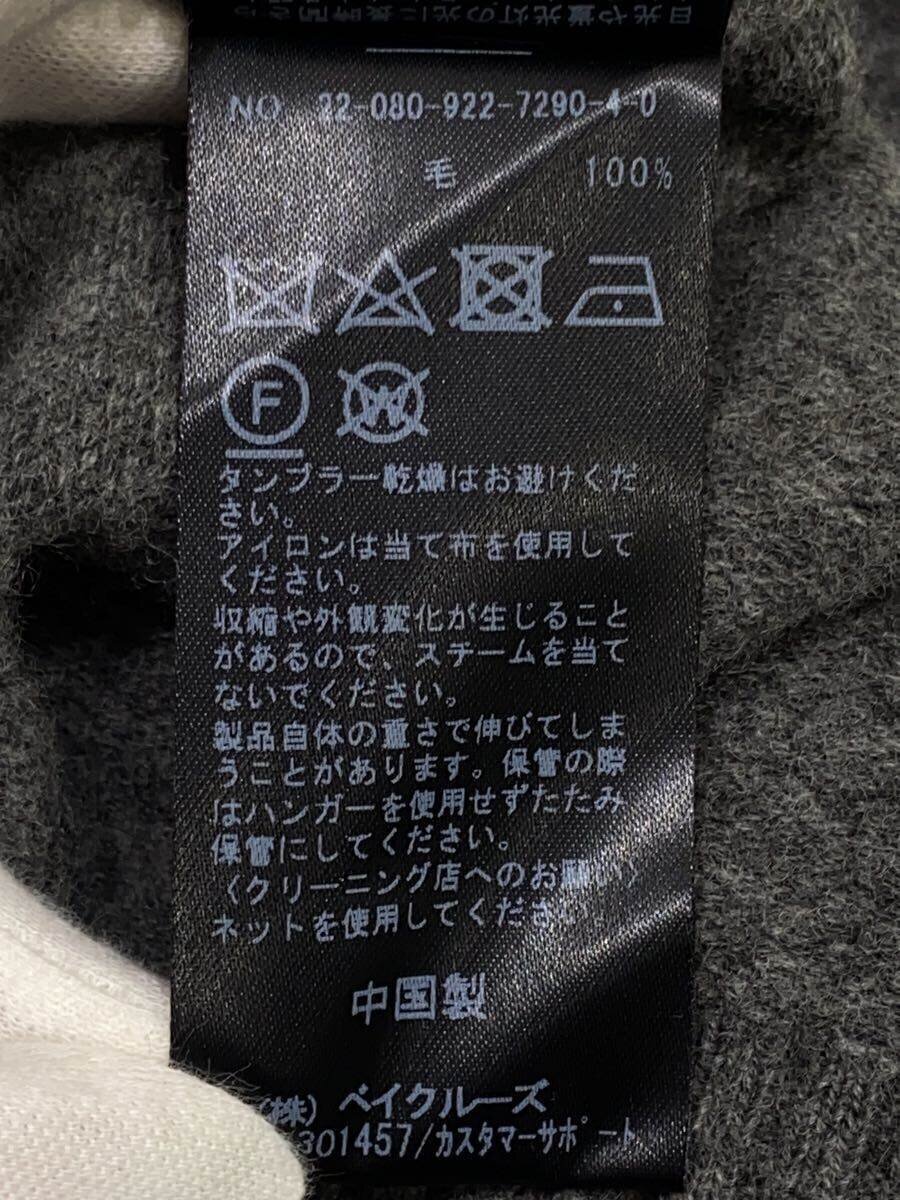 NO 22-080-922-7290-4-0
毛 100%
F W
タンブラー乾燥はお避けくだ
さい。
アイロンは当て布を使用して
ください。
収縮や外観変化が生じること
があるので、スチームを当て
ないでください。
製品自体の重さで伸びてしま
うことがあります。保管の際
はハンガーを使用せずたたみ
保管にしてください。
〈クリーニング店へのお願い〉
ネットを使用してください
中国製
(株) ベイクルーズ
301457/カスタマーサポート